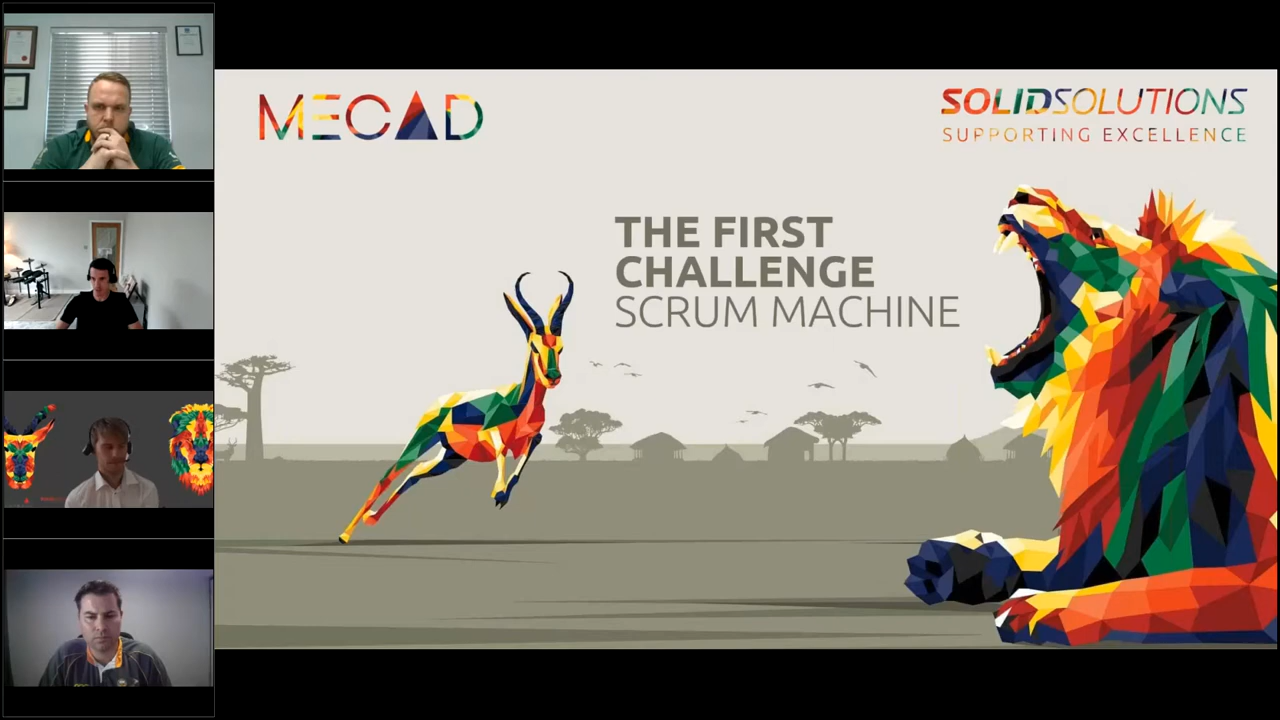 MECAD
SOLIDSOLUTIONS
SUPPORTING EXCELLENCE
THE FIRST
CHALLENGE
SCRUM MACHINE